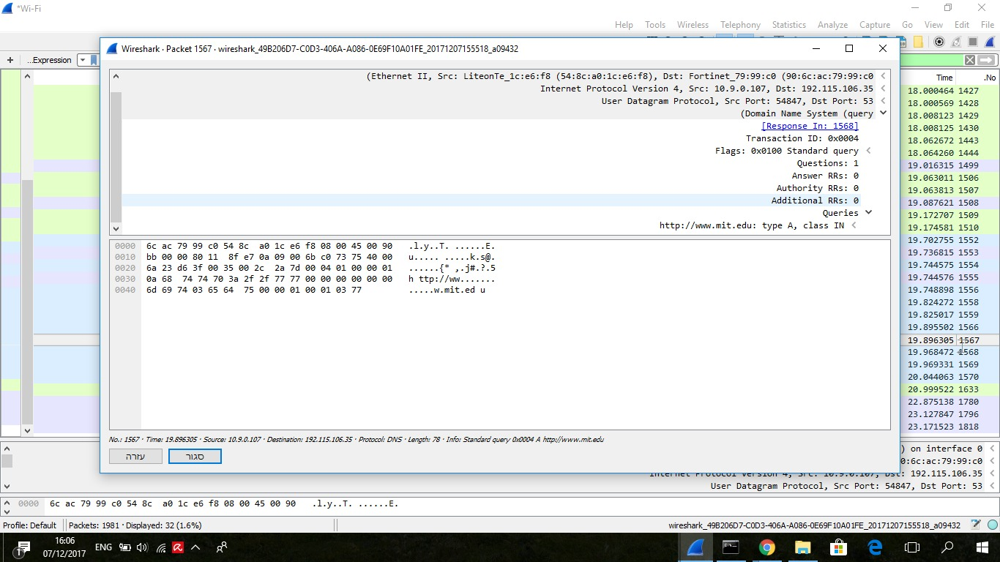 *Wi-Fi
Help Tools Wireless Telephony Statistics Analyze Capture Go View Edit File
+ ...Expression
Wireshark · Packet 1567 · wireshark_49B206D7-C0D3-406A-A086-0E69F10A01FE_20171207155518_a09432
(Ethernet II, Src: LiteonTe_1c:e6:f8 (54:8c:a0:1c:e6:f8), Dst: Fortinet_79:99:c0 (90:6c:ac:79:99:c0
Internet Protocol Version 4, Src: 10.9.0.107, Dst: 192.115.106.35
User Datagram Protocol, Src Port: 54847, Dst Port: 53
(Domain Name System (query
[Response In: 1568]
Transaction ID: 0x0004
Flags: 0x0100 Standard query
Questions: 1
Answer RRs: 0
Authority RRs: 0
Additional RRs: 0
Queries
http://www.mit.edu: type A, class IN
0000 6c ac 79 99 c0 54 8c a0 1c e6 f8 08 00 45 00 90 .l.y..T. ......E.
0010 bb 00 00 80 11 8f e7 0a 09 00 6b c0 73 75 40 00 u..... .....k.s@.
0020 6a 23 d6 3f 00 35 00 2c 2a 7d 00 04 01 00 00 01 ......{* ,.j#.?.5
0030 0a 68 74 74 70 3a 2f 2f 77 77 00 00 00 00 00 00 h ttp://ww.......
0040 6d 69 74 03 65 64 75 00 00 01 00 01 03 77 .....w.mit.ed u
No.: 1567 · Time: 19.896305 · Source: 10.9.0.107 · Destination: 192.115.106.35 · Protocol: DNS · Length: 78 · Info: Standard query 0x0004 A http://www.mit.edu
עזרה סגור
Time .No
18.000464 1427
18.000569 1428
18.008123 1429
18.008125 1430
18.062672 1443
18.064260 1444
19.016315 1499
19.063011 1506
19.063813 1507
19.087621 1508
19.172707 1509
19.174581 1510
19.702755 1552
19.736815 1553
19.744575 1554
19.744576 1555
19.748898 1556
19.824272 1558
19.825017 1559
19.895502 1566
19.896305 1567
19.968472 1568
19.969331 1569
20.044063 1570
20.999522 1633
22.875138 1780
23.127847 1796
23.171523 1818
) on interface 0
0:6c:ac:79:99:c0
Internet Protocol Version 4, Src: 10.9.0.107, Dst: 192.115.106.35
User Datagram Protocol, Src Port: 54847, Dst Port: 53
0000 6c ac 79 99 c0 54 8c a0 1c e6 f8 08 00 45 00 90 .l.y..T. ......E.
Profile: Default Packets: 1981 · Displayed: 32 (1.6%) wireshark_49B206D7-C0D3-406A-A086-0E69F10A01FE_20171207155518_a09432
1 16:06 ENG
07/12/2017